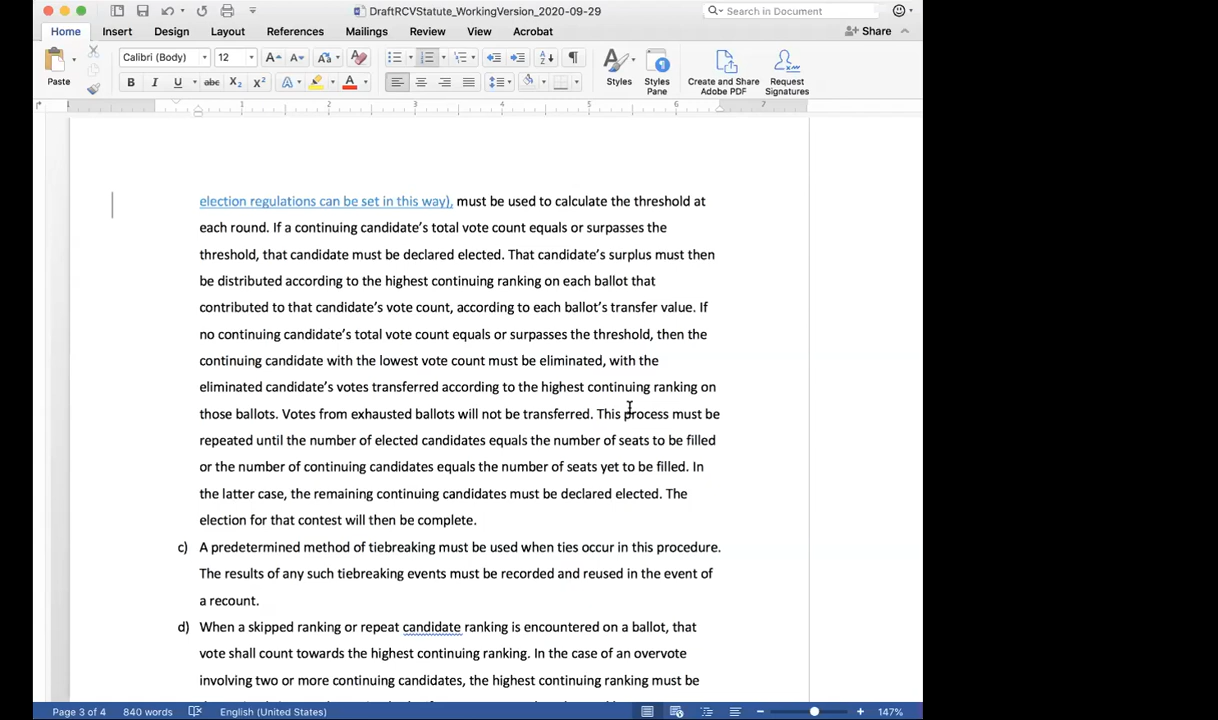 DraftRCVStatute_WorkingVersion_2020-09-29
Search in Document
Home Insert Design Layout References Mailings Review View Acrobat
Share
Paste
Calibri (Body) 12
Styles
Styles Pane
Create and Share Adobe PDF
Request Signatures
1 1 2 3 4 5 6 7
election regulations can be set in this way), must be used to calculate the threshold at
each round. If a continuing candidate’s total vote count equals or surpasses the
threshold, that candidate must be declared elected. That candidate’s surplus must then
be distributed according to the highest continuing ranking on each ballot that
contributed to that candidate’s vote count, according to each ballot’s transfer value. If
no continuing candidate’s total vote count equals or surpasses the threshold, then the
continuing candidate with the lowest vote count must be eliminated, with the
eliminated candidate’s votes transferred according to the highest continuing ranking on
those ballots. Votes from exhausted ballots will not be transferred. This process must be
repeated until the number of elected candidates equals the number of seats to be filled
or the number of continuing candidates equals the number of seats yet to be filled. In
the latter case, the remaining continuing candidates must be declared elected. The
election for that contest will then be complete.
c) A predetermined method of tiebreaking must be used when ties occur in this procedure.
The results of any such tiebreaking events must be recorded and reused in the event of
a recount.
d) When a skipped ranking or repeat candidate ranking is encountered on a ballot, that
vote shall count towards the highest continuing ranking. In the case of an overvote
involving two or more continuing candidates, the highest continuing ranking must be
Page 3 of 4 840 words English (United States) 147%